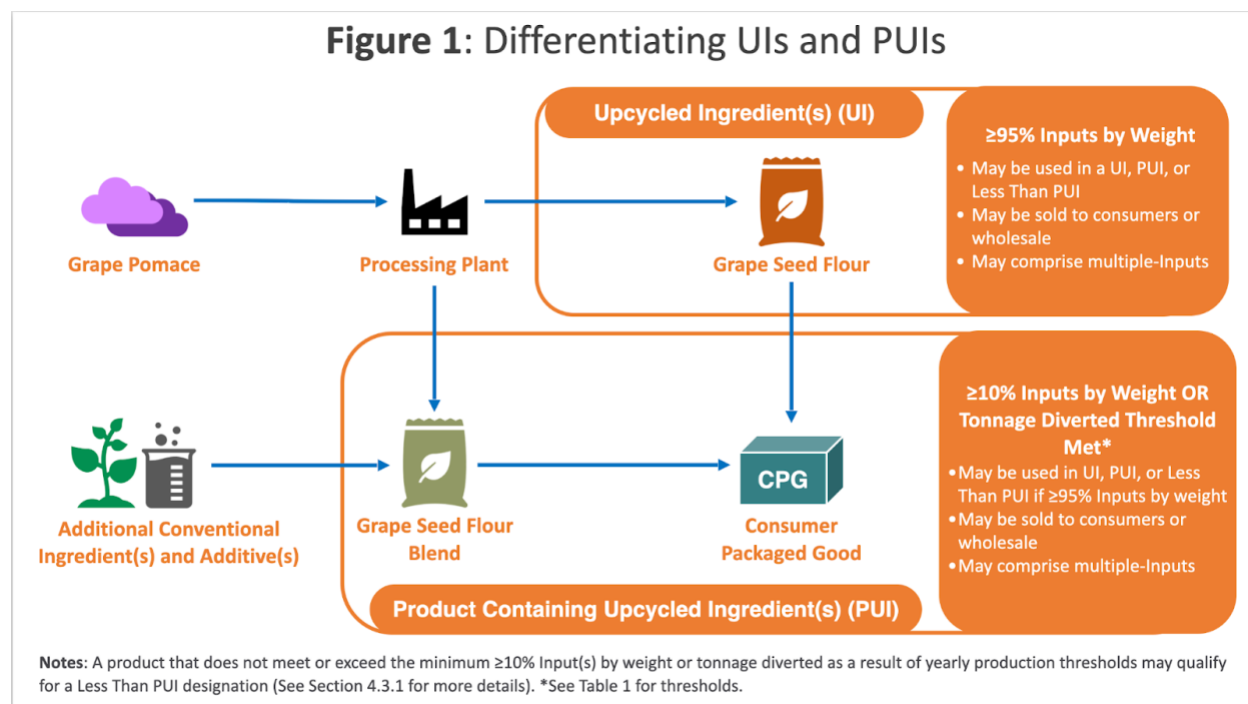 Figure 1: Differentiating UIs and PUIs
Upcycled Ingredient(s) (UI)
≥95% Inputs by Weight
• May be used in a UI, PUI, or
Less Than PUI
• May be sold to consumers or
wholesale
• May comprise multiple-Inputs
Grape Pomace
Processing Plant
Grape Seed Flour
≥10% Inputs by Weight OR
Tonnage Diverted Threshold
Met*
•May be used in UI, PUI, or Less
Than PUI if ≥95% Inputs by weight
•May be sold to consumers or
wholesale
•May comprise multiple-Inputs
CPG
Additional Conventional
Ingredient(s) and Additive(s)
Grape Seed Flour
Blend
Consumer
Packaged Good
Product Containing Upcycled Ingredient(s) (PUI)
Notes: A product that does not meet or exceed the minimum ≥10% Input(s) by weight or tonnage diverted as a result of yearly production thresholds may qualify
for a Less Than PUI designation (See Section 4.3.1 for more details). *See Table 1 for thresholds.